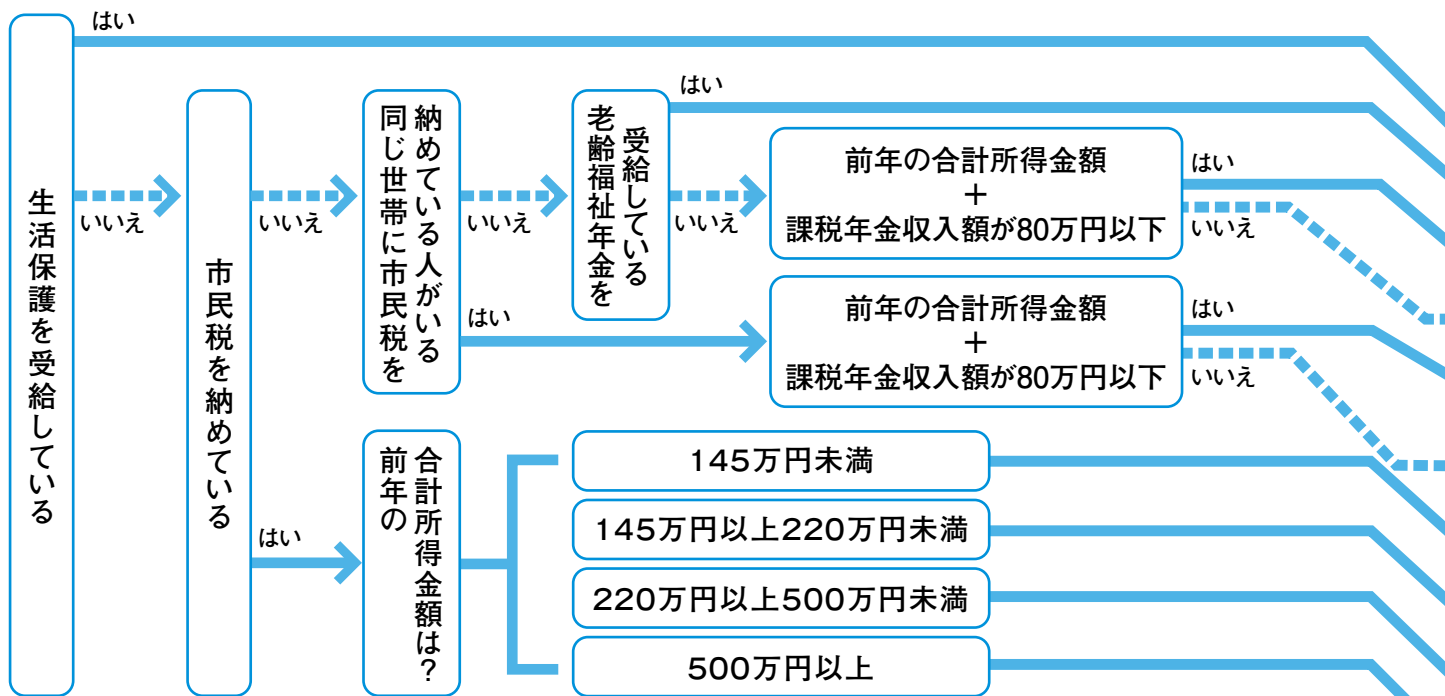 はい
生活保護を受給している
いいえ
市民税を納めている
いいえ
同じ世帯に市民税を
納めている人がいる
いいえ
老齢福祉年金を
受給している
はい
いいえ
前年の合計所得金額
＋
課税年金収入額が80万円以下
はい
いいえ
はい
前年の合計所得金額
＋
課税年金収入額が80万円以下
はい
いいえ
はい
前年の
合計所得金額は？
145万円未満
145万円以上220万円未満
220万円以上500万円未満
500万円以上